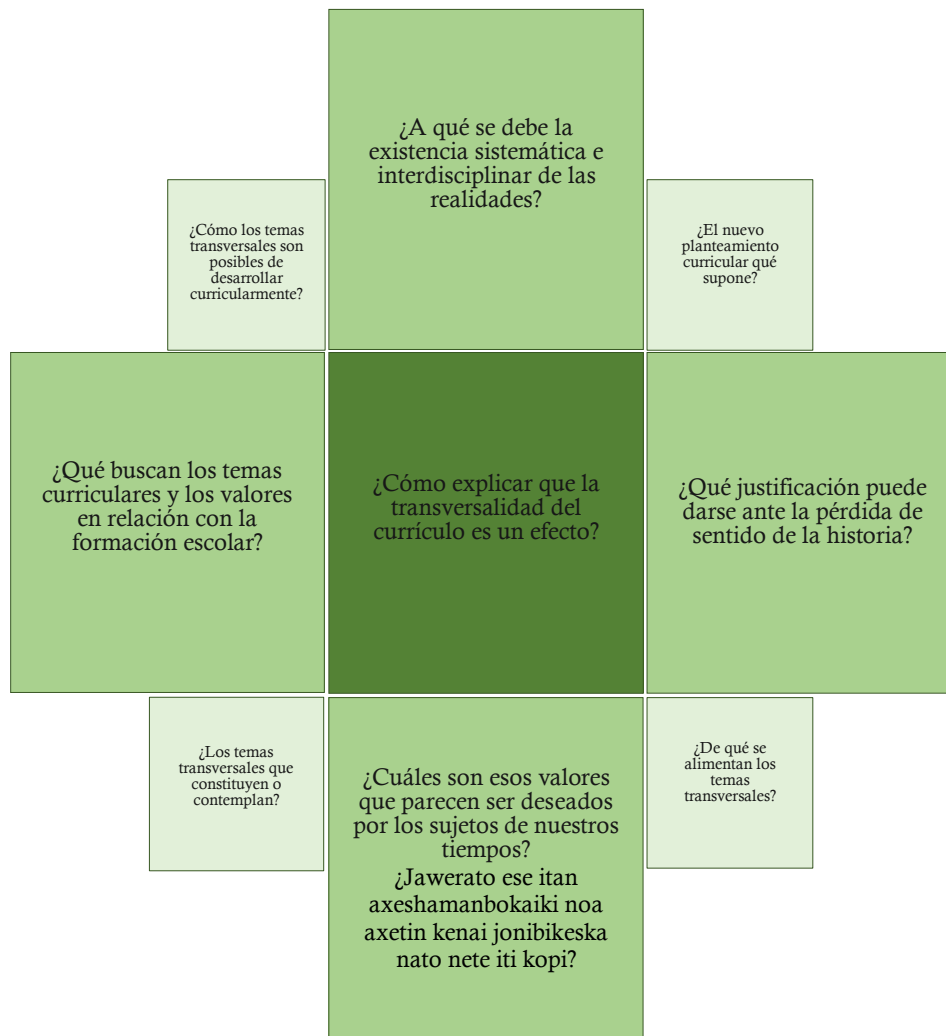 ¿A qué se debe la
existencia sistemática e
interdisciplinar de las
realidades?
¿Cómo los temas
transversales son
posibles de
desarrollar
curricularmente?
¿El nuevo
planteamiento
curricular qué
supone?
¿Qué buscan los temas
curriculares y los valores
en relación con la
formación escolar?
¿Cómo explicar que la
transversalidad del
currículo es un efecto?
¿Qué justificación puede
darse ante la pérdida de
sentido de la historia?
¿Los temas
transversales que
constituyen o
contemplan?
¿Cuáles son esos valores
que parecen ser deseados
por los sujetos de nuestros
tiempos?
¿Jawerato ese itan
axeshamanbokaiki noa
axetin kenai jonibikeska
nato nete iti kopi?
¿De qué se
alimentan los
temas
transversales?